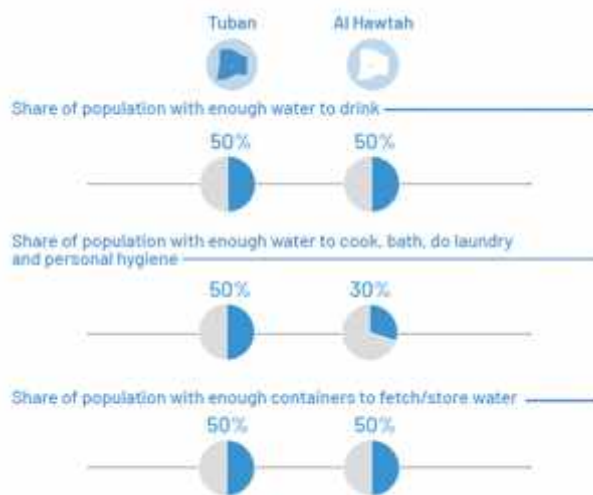 Tuban Al Hawtah
Share of population with enough water to drink
50% 50%
Share of population with enough water to cook, bath, do laundry
and personal hygiene
50% 30%
Share of population with enough containers to fetch/store water
50% 50%